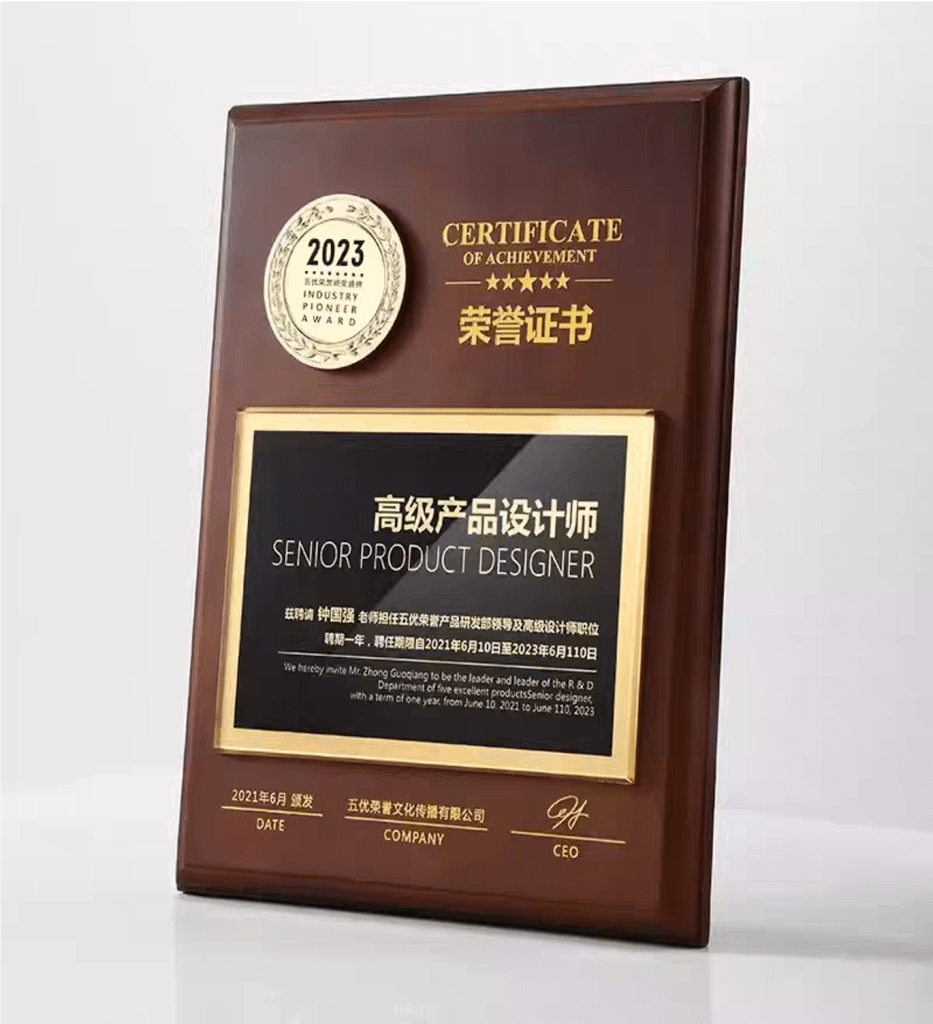 2023
五优荣誉颁奖盛典
INDUSTRY
PIONEER
AWARD
CERTIFICATE
OF ACHIEVEMENT
荣誉证书
高级产品设计师
SENIOR PRODUCT DESIGNER
兹聘请 钟国强 老师担任五优荣誉产品研发部领导及高级设计师职位
聘期一年，聘任期限自2021年6月10日至2023年6月110日
We hereby invite Mr. Zhong Guoqiang to be the leader and leader of the R & D
Department of five excellent productsSenior designer,
with a term of one year, from June 10, 2021 to June 110, 2023
2021年6月 颁发
DATE
五优荣誉文化传播有限公司
COMPANY
CEO